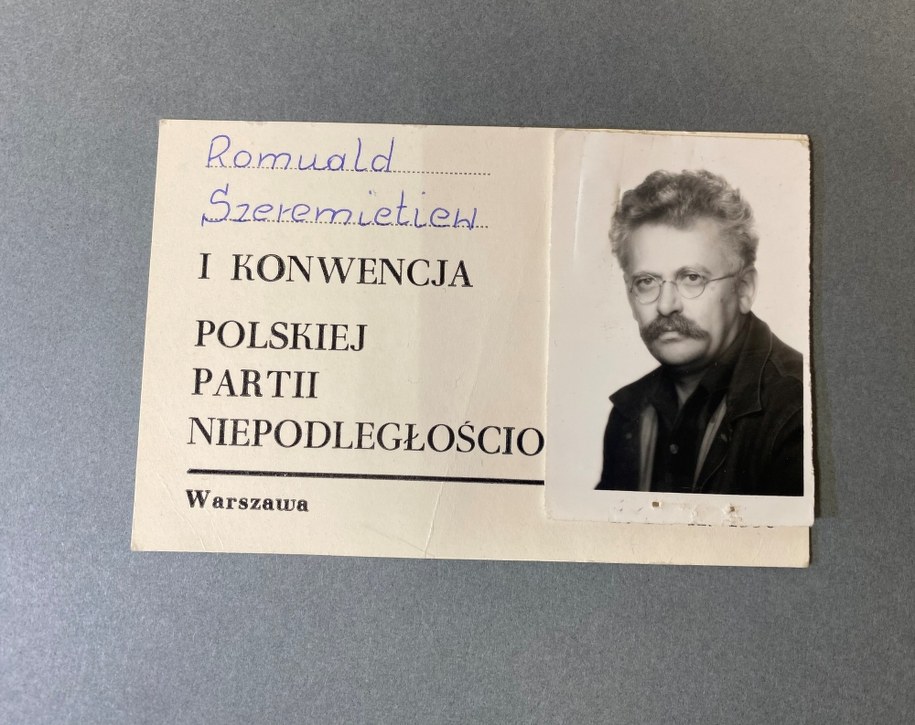 Romuald
Szeremietiew
I KONWENCJA
POLSKIEJ
PARTII
NIEPODLEGŁOŚCIO
Warszawa